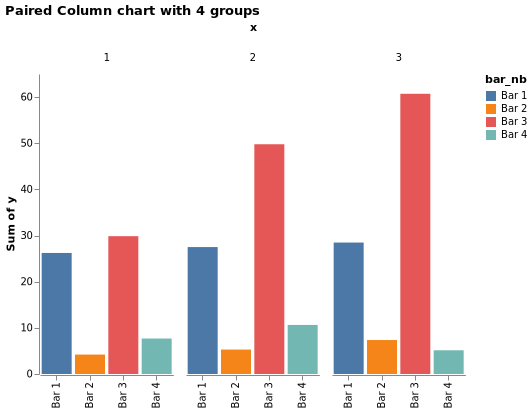 Paired Column chart with 4 groups
x
1 2 3
bar_nb
Bar 1
Bar 2
Bar 3
Bar 4
Sum of y
60
50
40
30
20
10
0
Bar 1 Bar 2 Bar 3 Bar 4 Bar 1 Bar 2 Bar 3 Bar 4 Bar 1 Bar 2 Bar 3 Bar 4